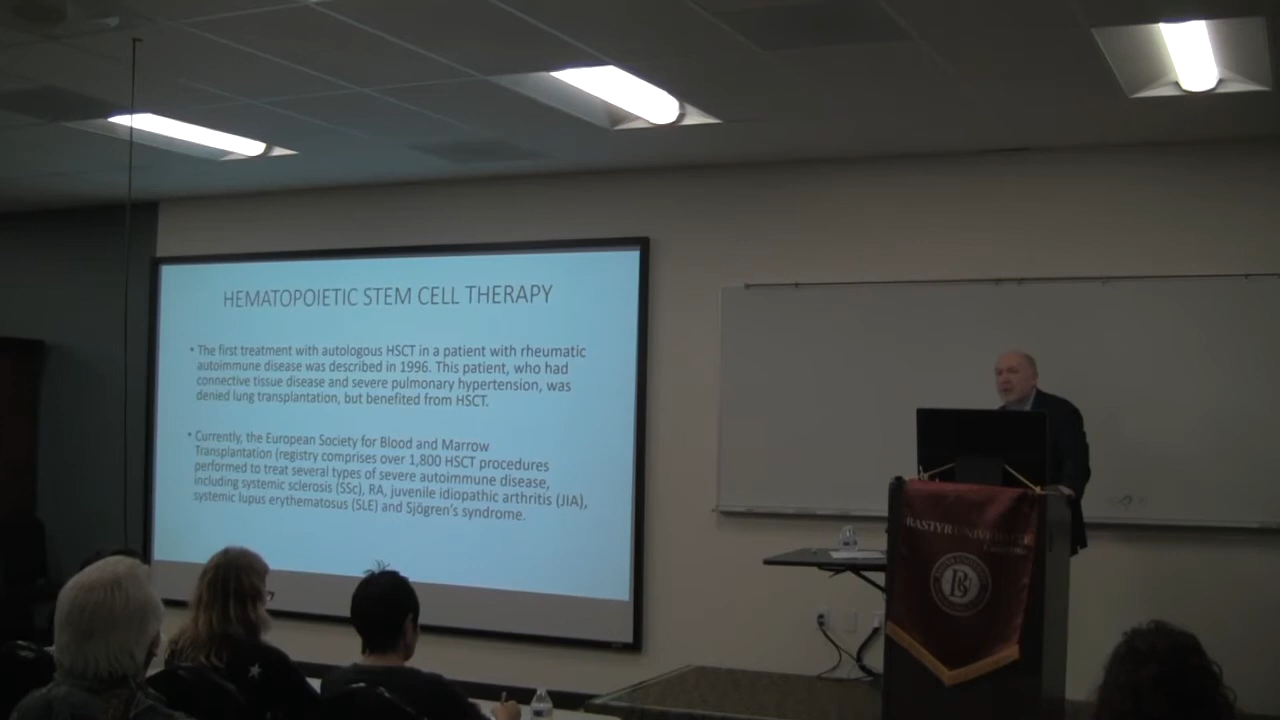 HEMATOPOIETIC STEM CELL THERAPY
• The first treatment with autologous HSCT in a patient with rheumatic
autoimmune disease was described in 1996. This patient, who had
connective tissue disease and severe pulmonary hypertension, was
denied lung transplantation, but benefited from HSCT.
• Currently, the European Society for Blood and Marrow
Transplantation (registry comprises over 1,800 HSCT procedures
performed to treat several types of severe autoimmune disease,
including systemic sclerosis (SSc), RA, juvenile idiopathic arthritis (JIA),
systemic lupus erythematosus (SLE) and Sjögren's syndrome.
BASTYR UNIVERSITY